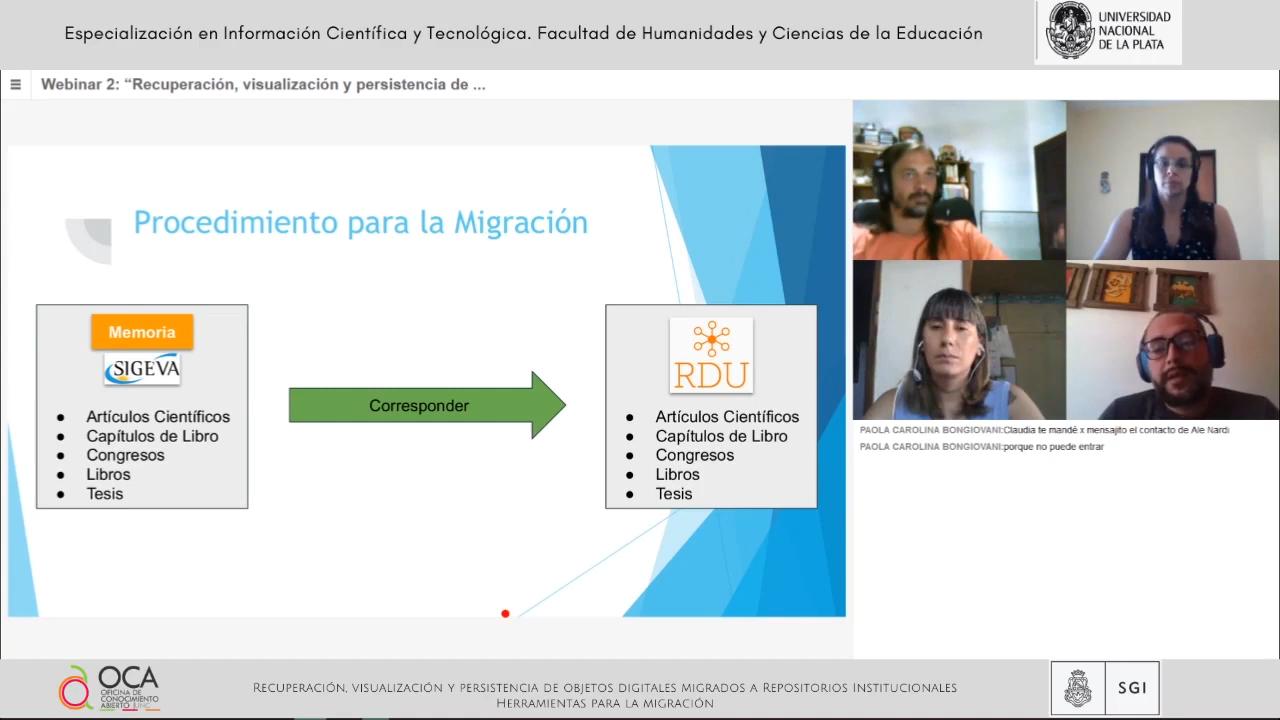 Especialización en Información Científica y Tecnológica. Facultad de Humanidades y Ciencias de la Educación
UNIVERSIDAD
NACIONAL
DE LA PLATA
Webinar 2: “Recuperación, visualización y persistencia de ...
Procedimiento para la Migración
Memoria
SIGEVA
● Artículos Científicos
● Capítulos de Libro
● Congresos
● Libros
● Tesis
Corresponder
RDU
● Artículos Científicos
● Capítulos de Libro
● Congresos
● Libros
● Tesis
PAOLA CAROLINA BONGIOVANI:Claudia te mandé x mensajito el contacto de Ale Nardi
PAOLA CAROLINA BONGIOVANI:porque no puede entrar
OCA
OFICINA DE
CONOCIMIENTO
ABIERTO |UNC
Recuperación, visualización y persistencia de objetos digitales migrados a Repositorios Institucionales
Herramientas para la migración
SGI